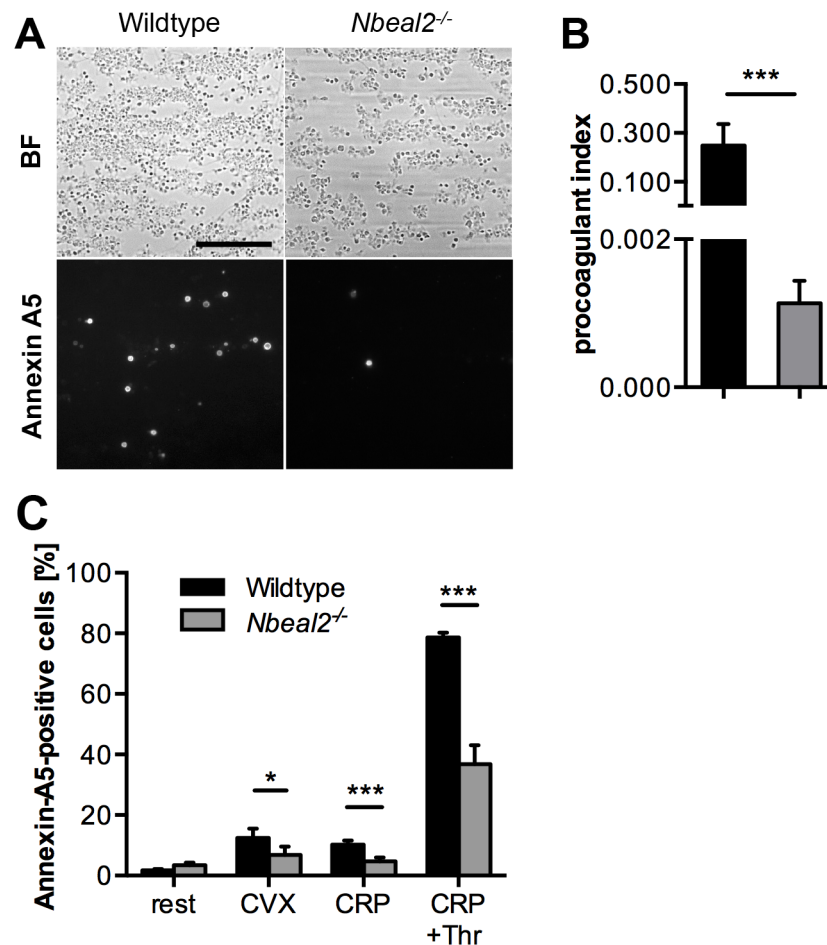 A
Wildtype
Nbeal2-/-
BF
Annexin A5
B
procoagulant index
***
0.500
0.300
0.100
0.002
0.000
C
Annexin-A5-positive cells [%]
100
80
60
40
20
0
Wildtype
Nbeal2-/-
*
***
***
rest
CVX
CRP
CRP
+Thr